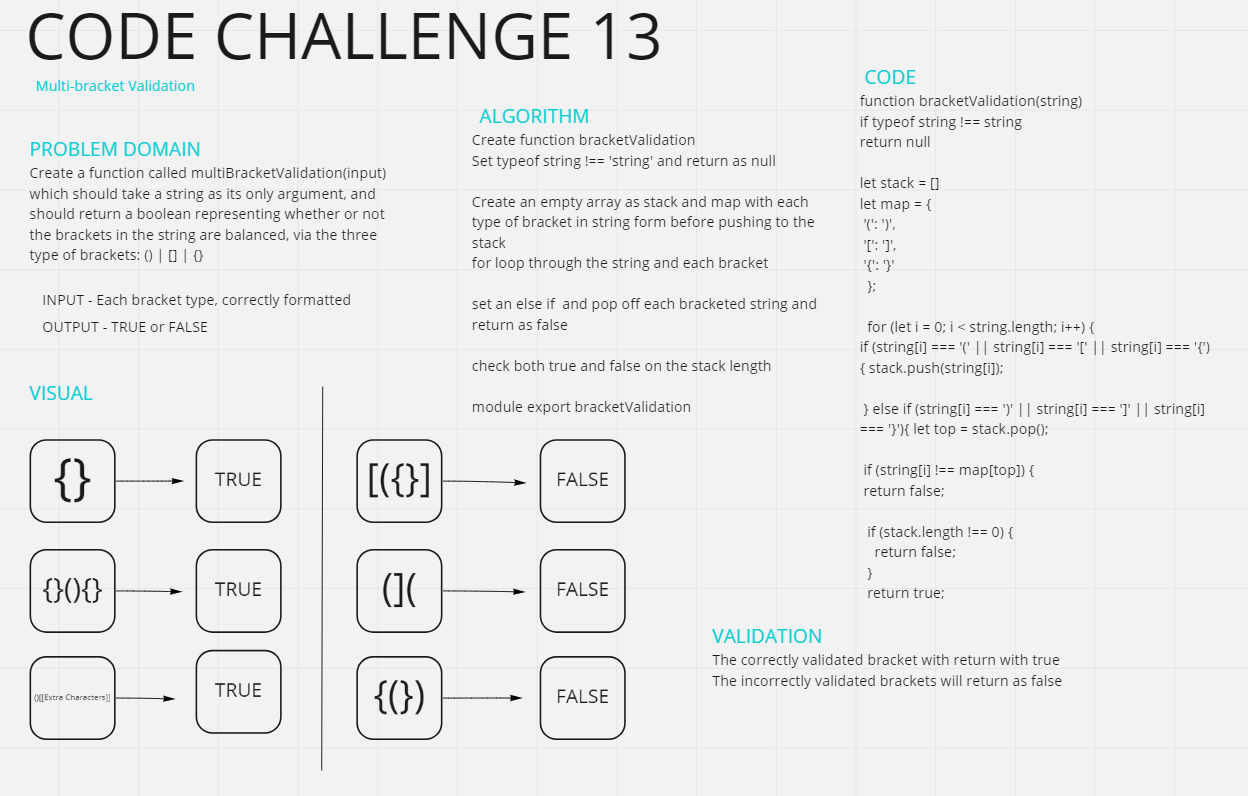 CODE CHALLENGE 13
Multi-bracket Validation
PROBLEM DOMAIN
Create a function called multiBracketValidation(input)
which should take a string as its only argument, and
should return a boolean representing whether or not
the brackets in the string are balanced, via the three
type of brackets: () | [] | {}
INPUT - Each bracket type, correctly formatted
OUTPUT - TRUE or FALSE
VISUAL
{}
TRUE
{}(){}
TRUE
()[[Extra Characters]]
TRUE
[({}]
FALSE
(](
FALSE
{(})
FALSE
ALGORITHM
Create function bracketValidation
Set typeof string !== 'string' and return as null
Create an empty array as stack and map with each
type of bracket in string form before pushing to the
stack
for loop through the string and each bracket
set an else if  and pop off each bracketed string and
return as false
check both true and false on the stack length
module export bracketValidation
CODE
function bracketValidation(string)
if typeof string !== string
return null
let stack = []
let map = {
'(': ')',
'[': ']',
'{': '}'
};
for (let i = 0; i < string.length; i++) {
if (string[i] === '(' || string[i] === '[' || string[i] === '{')
{ stack.push(string[i]);
} else if (string[i] === ')' || string[i] === ']' || string[i]
=== '}'){ let top = stack.pop();
if (string[i] !== map[top]) {
return false;
if (stack.length !== 0) {
return false;
}
return true;
VALIDATION
The correctly validated bracket with return with true
The incorrectly validated brackets will return as false